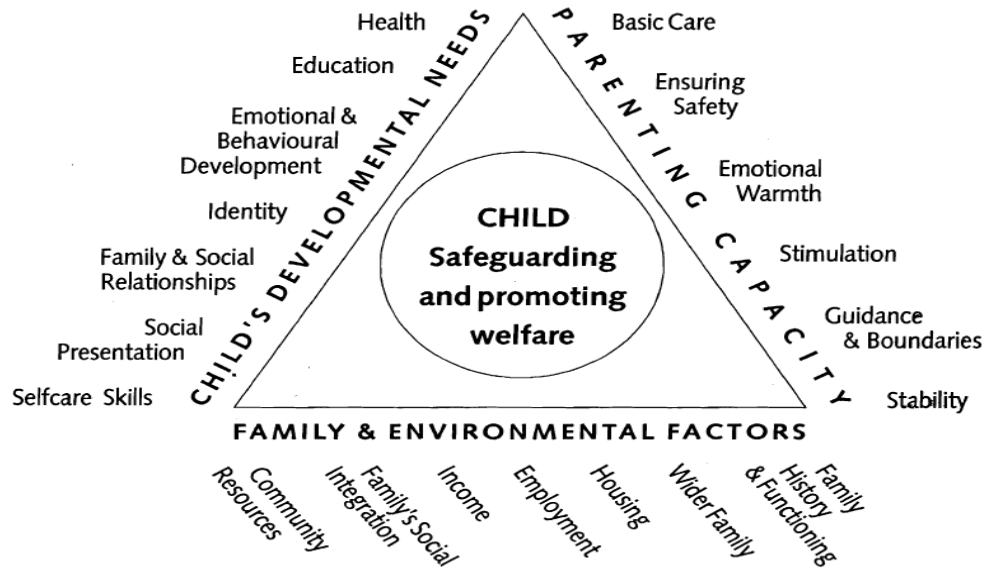 Health
Education
Emotional &
Behavioural
Development
Identity
Family & Social
Relationships
Social
Presentation
Selfcare Skills
CHILD'S DEVELOPMENTAL NEEDS
PARENTING CAPACITY
Basic Care
Ensuring
Safety
Emotional
Warmth
Stimulation
Guidance
& Boundaries
Stability
CHILD
Safeguarding
and promoting
welfare
FAMILY & ENVIRONMENTAL FACTORS
Community
Resources
Family's Social
Integration
Income
Employment
Housing
Wider Family
Family
History
& Functioning